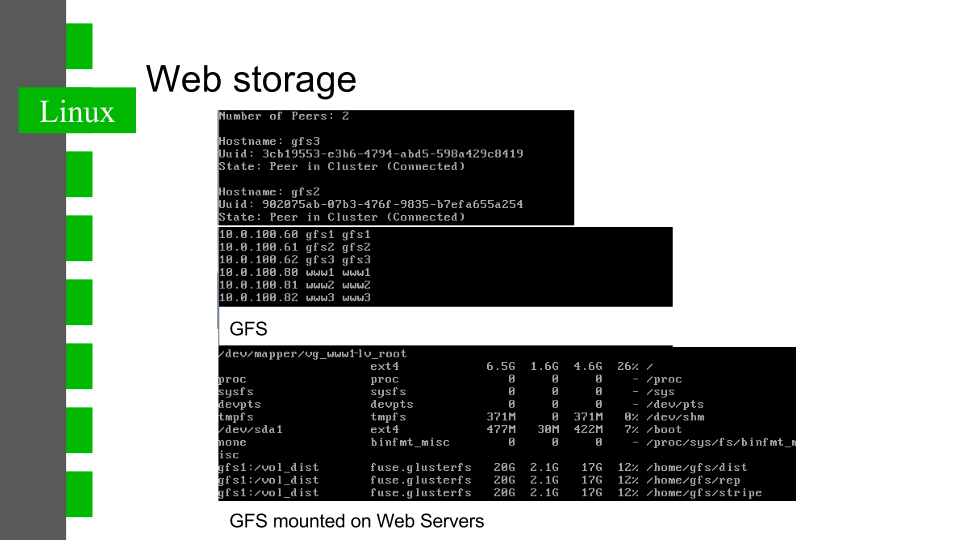 Web storage
Linux
Number of Peers: 2
Hostname: gfs3
Uuid: 3cb19553-e3b6-4794-abd5-598a429c8419
State: Peer in Cluster (Connected)
Hostname: gfs2
Uuid: 902075ab-07b3-476f-9835-b7efa655a254
State: Peer in Cluster (Connected)
10.0.100.60 gfs1 gfs1
10.0.100.61 gfs2 gfs2
10.0.100.62 gfs3 gfs3
10.0.100.80 www1 www1
10.0.100.81 www2 www2
10.0.100.82 www3 www3
GFS
/dev/mapper/vg_www1-lv_root
ext4 6.5G 1.6G 4.6G 26% /
proc proc 0 0 0 - /proc
sysfs sysfs 0 0 0 - /sys
devpts devpts 0 0 0 - /dev/pts
tmpfs tmpfs 371M 0 371M 0% /dev/shm
/dev/sda1 ext4 477M 30M 422M 7% /boot
none binfmt_misc 0 0 0 - /proc/sys/fs/binfmt_m
isc
gfs1:/vol_dist fuse.glusterfs 20G 2.1G 17G 12% /home/gfs/dist
gfs1:/vol_dist fuse.glusterfs 20G 2.1G 17G 12% /home/gfs/rep
gfs1:/vol_dist fuse.glusterfs 20G 2.1G 17G 12% /home/gfs/stripe
GFS mounted on Web Servers